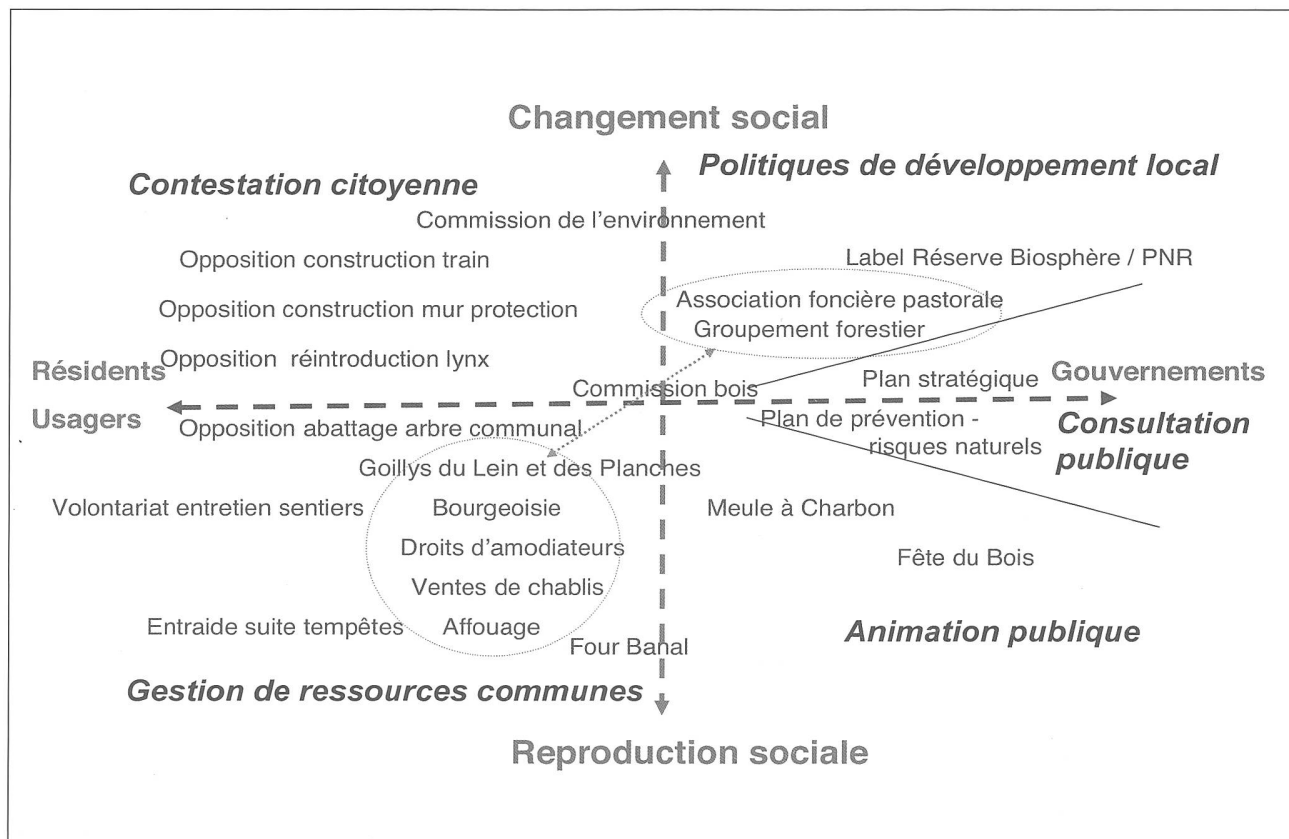 Changement social
Politiques de développement local
Contestation citoyenne
Commission de l'environnement
Opposition construction train
Label Réserve Biosphère / PNR
Association foncière pastorale
Opposition construction mur protection
Groupement forestier
Opposition réintroduction lynx
Résidents
Usagers
Commission bois
Plan stratégique
Gouvernements
Opposition abattage arbre communal
Plan de prévention -
risques naturels
Consultation
publique
Goillys du Lein et des Planches
Volontariat entretien sentiers
Bourgeoisie
Meule à Charbon
Droits d'amodiateurs
Fête du Bois
Ventes de chablis
Entraide suite tempêtes
Affouage
Four Banal
Animation publique
Gestion de ressources communes
Reproduction sociale